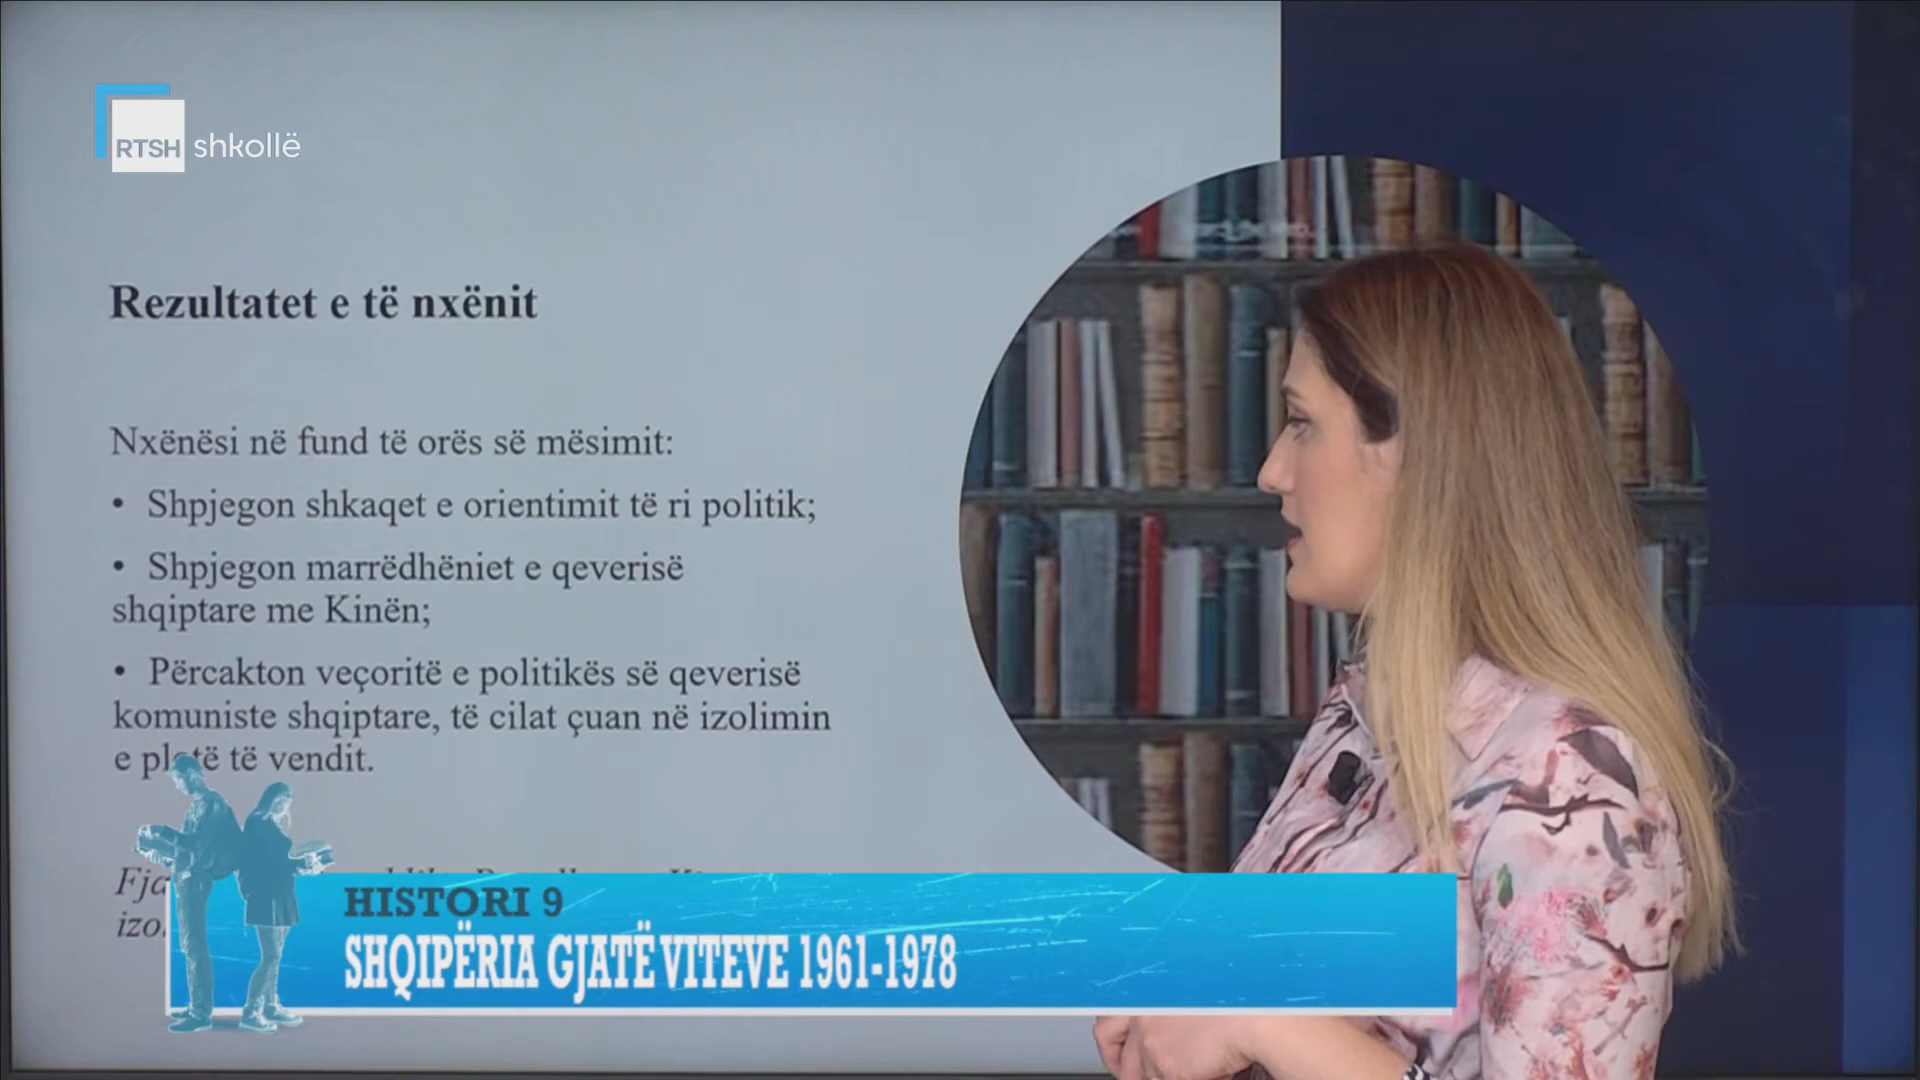 RTSH shkollë
Rezultatet e të nxënit
Nxënësi në fund të orës së mësimit:
• Shpjegon shkaqet e orientimit të ri politik;
• Shpjegon marrëdhëniet e qeverisë
shqiptare me Kinën;
• Përcakton veçoritë e politikës së qeverisë
komuniste shqiptare, të cilat çuan në izolimin
e plotë të vendit.
HISTORI 9
SHQIPËRIA GJATË VITEVE 1961-1978